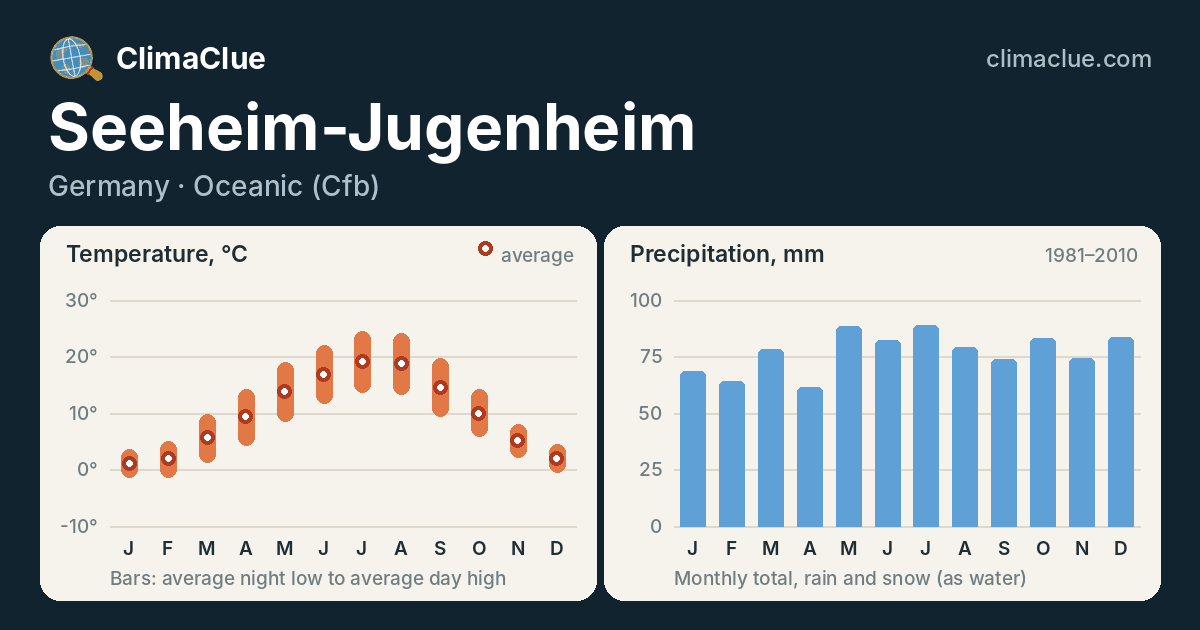 ClimaClue
climaclue.com
Seeheim-Jugenheim
Germany · Oceanic (Cfb)
Temperature, °C
average
30°
20°
10°
0°
-10°
J F M A M J J A S O N D
Bars: average night low to average day high
Precipitation, mm
1981–2010
100
75
50
25
0
J F M A M J J A S O N D
Monthly total, rain and snow (as water)